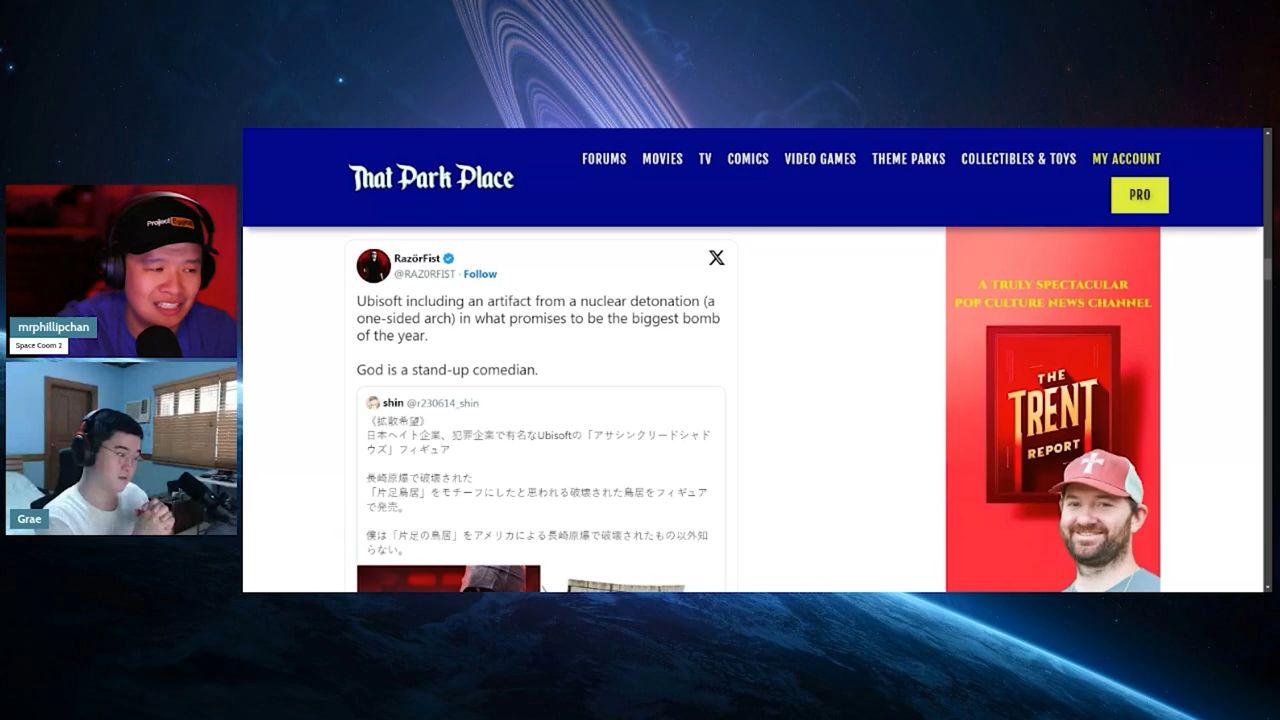 That Park Place
FORUMS MOVIES TV COMICS VIDEO GAMES THEME PARKS COLLECTIBLES & TOYS MY ACCOUNT
PRO
Project
mrphillipchan
Space Coom 2
Grae
RazörFist
@RAZ0RFIST · Follow
Ubisoft including an artifact from a nuclear detonation (a
one-sided arch) in what promises to be the biggest bomb
of the year.
God is a stand-up comedian.
shin @r230614_shin
《拡散希望》
日本ヘイト企業、犯罪企業で有名なUbisoftの「アサシンクリードシャド
ウズ」フィギュア
長崎原爆で破壊された
「片足鳥居」をモチーフにしたと思われる破壊された鳥居をフィギュア
で発売。
僕は「片足の鳥居」をアメリカによる長崎原爆で破壊されたもの以外知
らない。
A TRULY SPECTACULAR
POP CULTURE NEWS CHANNEL
THE
TRENT
REPORT